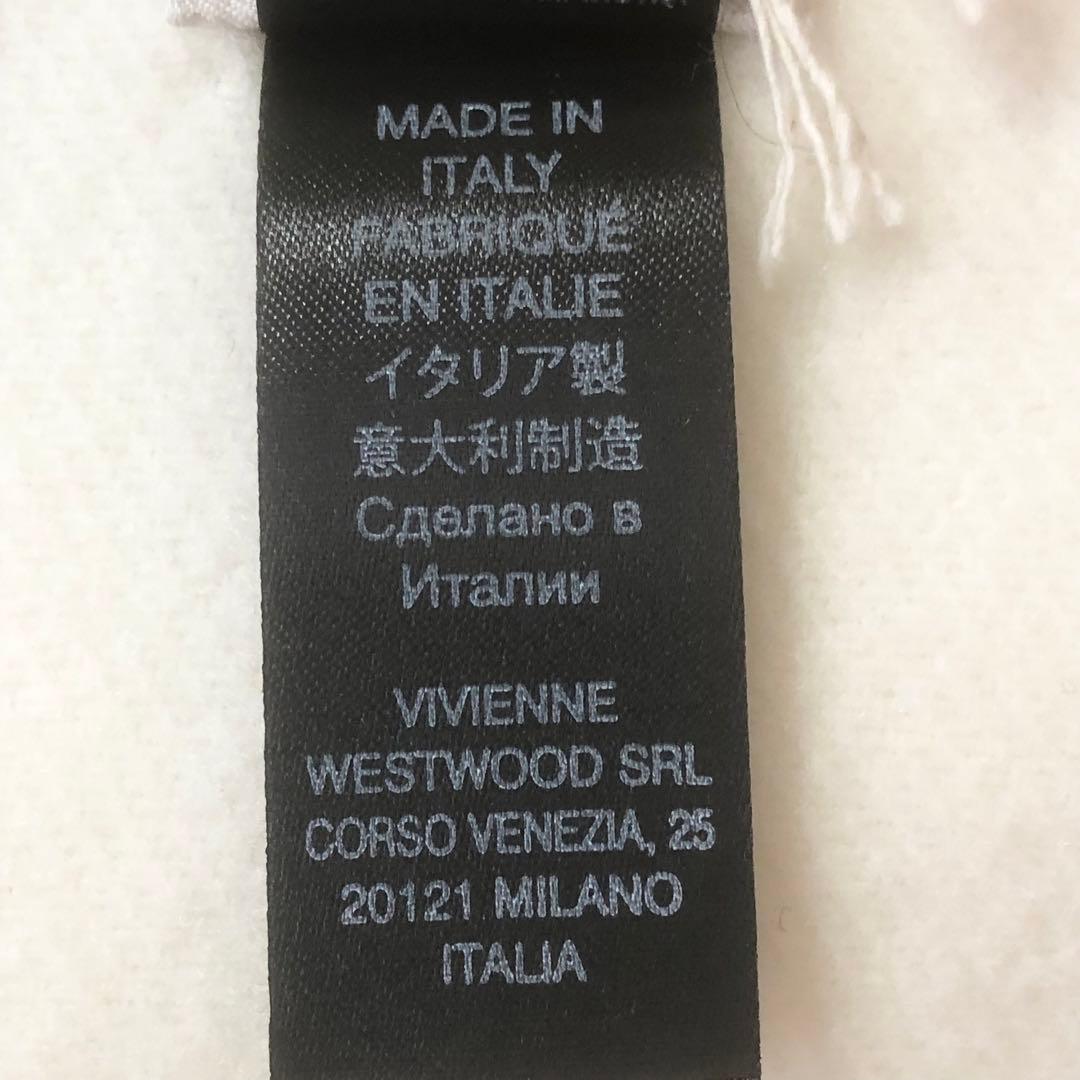 MADE IN
ITALY
FABRIQUÉ
EN ITALIE
イタリア製
意大利制造
Сделано в
Италии
VIVIENNE
WESTWOOD SRL
CORSO VENEZIA, 25
20121 MILANO
ITALIA